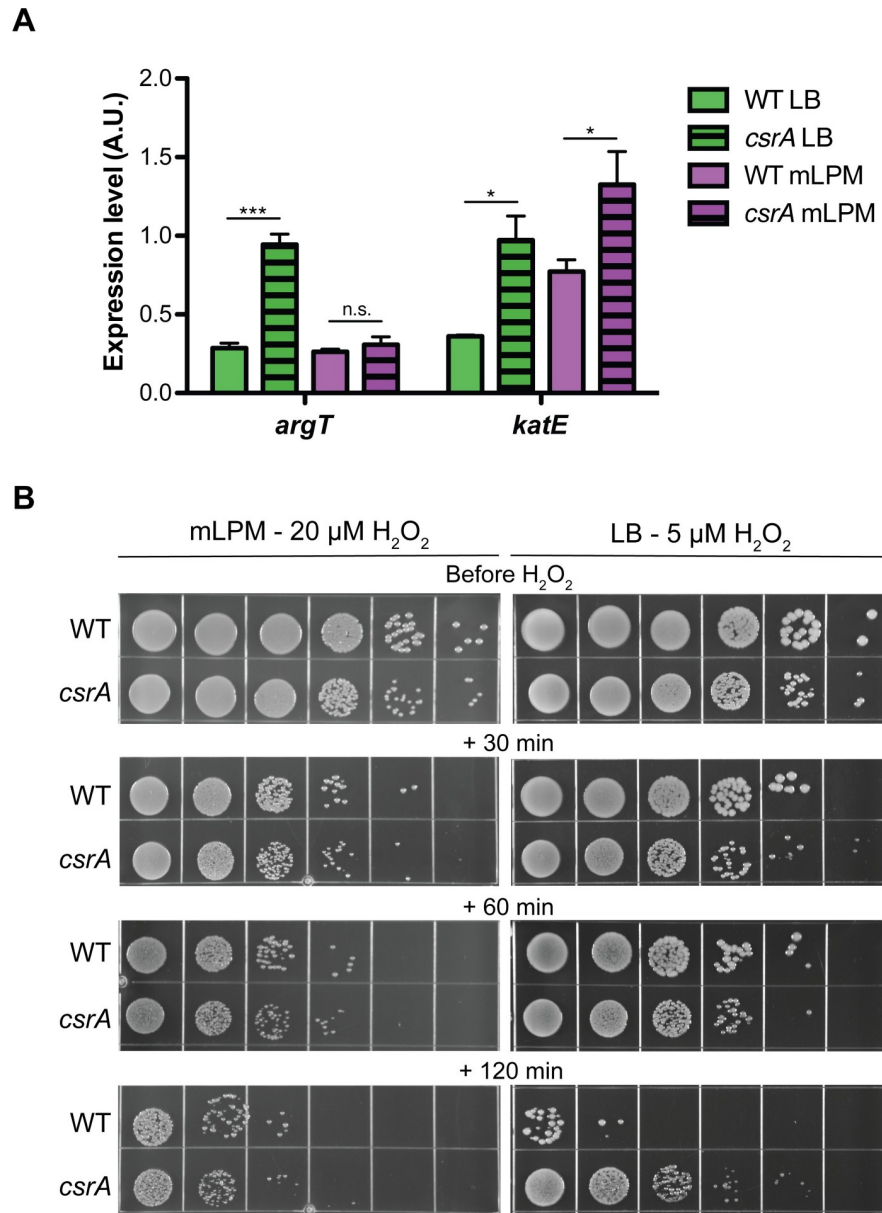 A
Expression level (A.U.)
2.0
1.5
1.0
0.5
0.0
***
n.s.
*
*
argT
katE
WT LB
csrA LB
WT mLPM
csrA mLPM
B
mLPM - 20 µM H₂O₂
LB - 5 µM H₂O₂
Before H₂O₂
WT
csrA
+ 30 min
WT
csrA
+ 60 min
WT
csrA
+ 120 min
WT
csrA